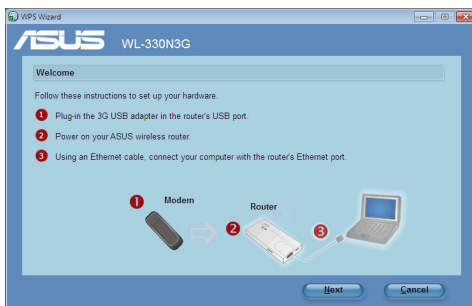 WPS Wizard
ASUS WL-330N3G
Welcome
Follow these instructions to set up your hardware.
1 Plug-in the 3G USB adapter in the router's USB port.
2 Power on your ASUS wireless router.
3 Using an Ethernet cable, connect your computer with the router's Ethernet port.
1 Modem
2 Router
3
Next Cancel